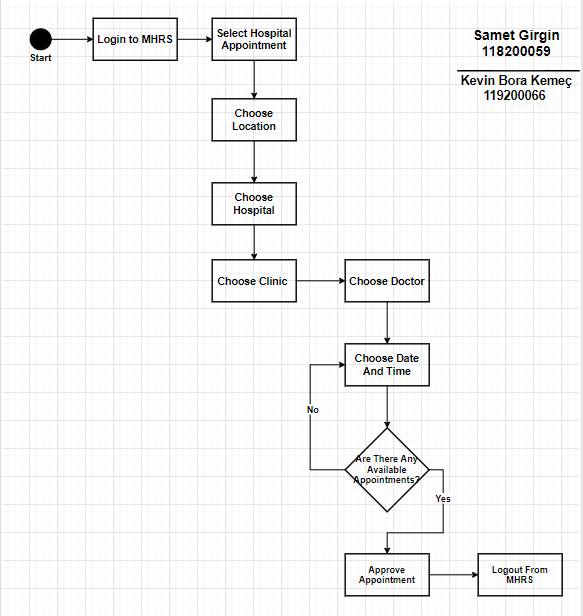 Samet Girgin
118200059
Kevin Bora Kemeç
119200066
Start
Login to MHRS
Select Hospital
Appointment
Choose
Location
Choose
Hospital
Choose Clinic
Choose Doctor
Choose Date
And Time
No
Are There Any
Available
Appointments?
Yes
Approve
Appointment
Logout From
MHRS